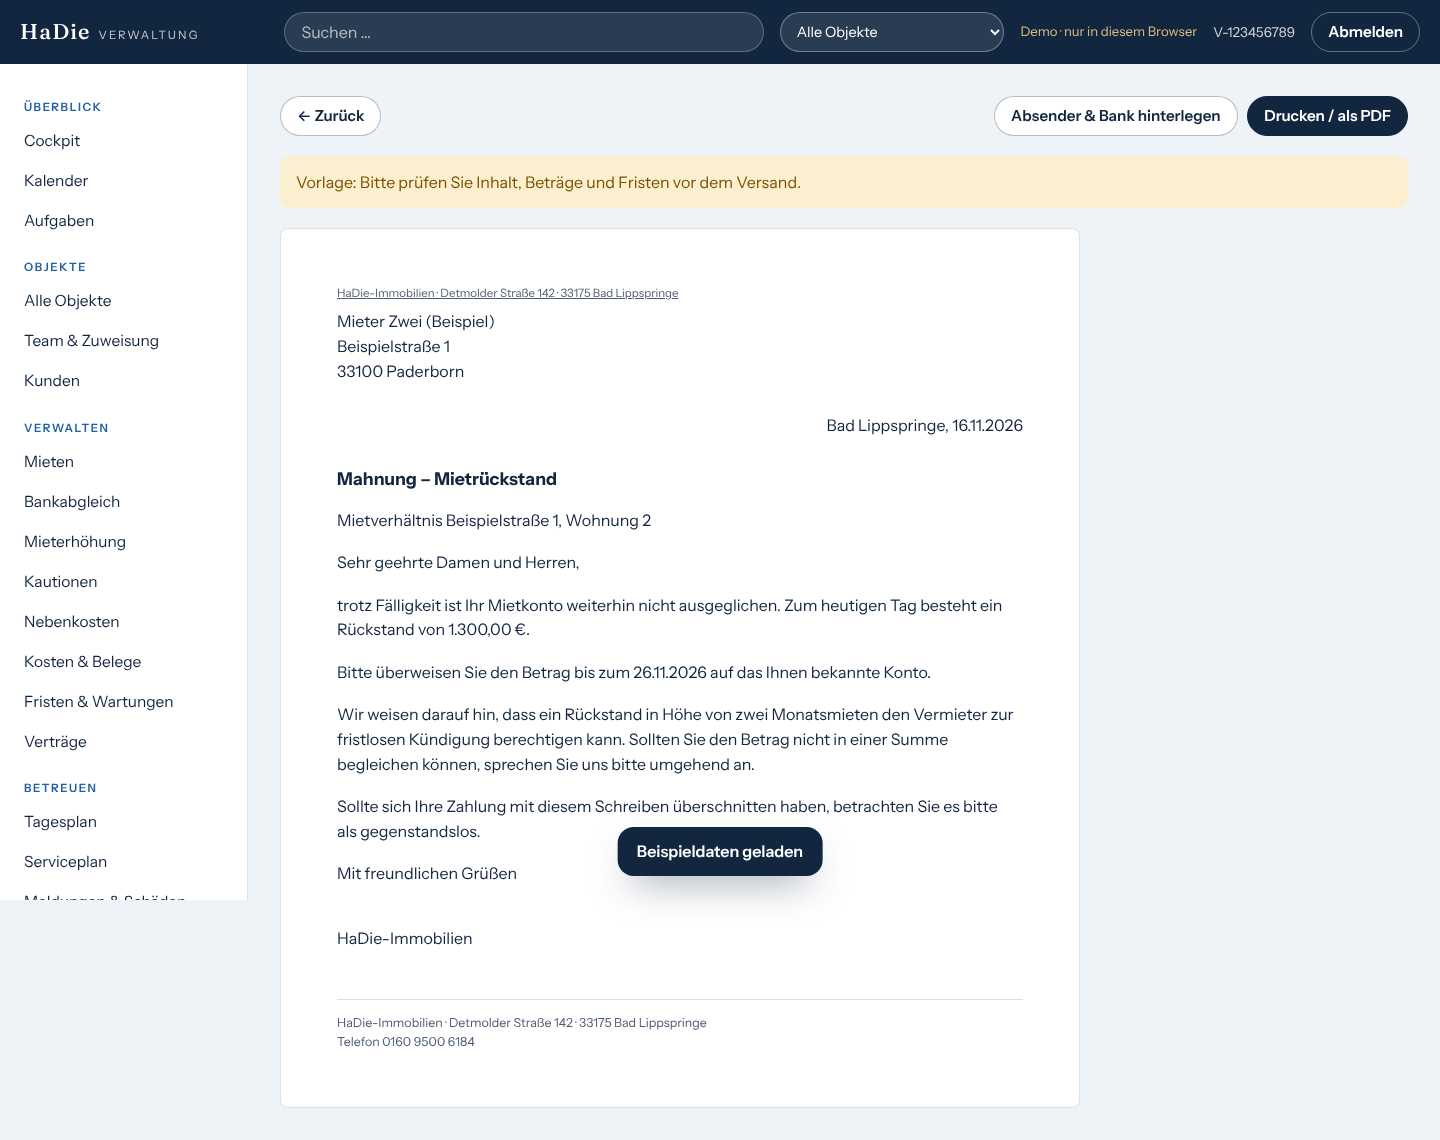 HaDie VERWALTUNG
Suchen ...
Alle Objekte
Demo · nur in diesem Browser
V-123456789
Abmelden
ÜBERBLICK
Cockpit
Kalender
Aufgaben
OBJEKTE
Alle Objekte
Team & Zuweisung
Kunden
VERWALTEN
Mieten
Bankabgleich
Mieterhöhung
Kautionen
Nebenkosten
Kosten & Belege
Fristen & Wartungen
Verträge
BETREUEN
Tagesplan
Serviceplan
Meldungen & Schäden
← Zurück
Absender & Bank hinterlegen
Drucken / als PDF
Vorlage: Bitte prüfen Sie Inhalt, Beträge und Fristen vor dem Versand.
HaDie-Immobilien · Detmolder Straße 142 · 33175 Bad Lippspringe
Mieter Zwei (Beispiel)
Beispielstraße 1
33100 Paderborn
Bad Lippspringe, 16.11.2026
Mahnung – Mietrückstand
Mietverhältnis Beispielstraße 1, Wohnung 2
Sehr geehrte Damen und Herren,
trotz Fälligkeit ist Ihr Mietkonto weiterhin nicht ausgeglichen. Zum heutigen Tag besteht ein
Rückstand von 1.300,00 €.
Bitte überweisen Sie den Betrag bis zum 26.11.2026 auf das Ihnen bekannte Konto.
Wir weisen darauf hin, dass ein Rückstand in Höhe von zwei Monatsmieten den Vermieter zur
fristlosen Kündigung berechtigen kann. Sollten Sie den Betrag nicht in einer Summe
begleichen können, sprechen Sie uns bitte umgehend an.
Sollte sich Ihre Zahlung mit diesem Schreiben überschnitten haben, betrachten Sie es bitte
als gegenstandslos.
Beispieldaten geladen
Mit freundlichen Grüßen
HaDie-Immobilien
HaDie-Immobilien · Detmolder Straße 142 · 33175 Bad Lippspringe
Telefon 0160 9500 6184